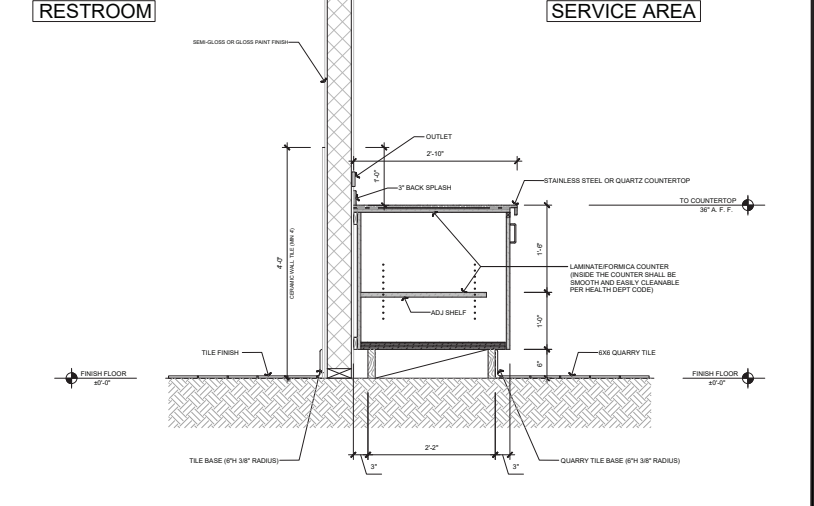 RESTROOM
SERVICE AREA
SEMI-GLOSS OR GLOSS PAINT FINISH
OUTLET
2'-10"
1'-0"
3" BACK SPLASH
STAINLESS STEEL OR QUARTZ COUNTERTOP
TO COUNTERTOP
36" A. F. F.
4'-0"
CERAMIC WALL TILE (MIN 4')
1'-6"
LAMINATE/FORMICA COUNTER
(INSIDE THE COUNTER SHALL BE
SMOOTH AND EASILY CLEANABLE
PER HEALTH DEPT CODE)
ADJ SHELF
1'-0"
TILE FINISH
6X6 QUARRY TILE
6"
FINISH FLOOR
±0'-0"
FINISH FLOOR
±0'-0"
TILE BASE (6"H 3/8" RADIUS)
2'-2"
QUARRY TILE BASE (6"H 3/8" RADIUS)
3"
3"